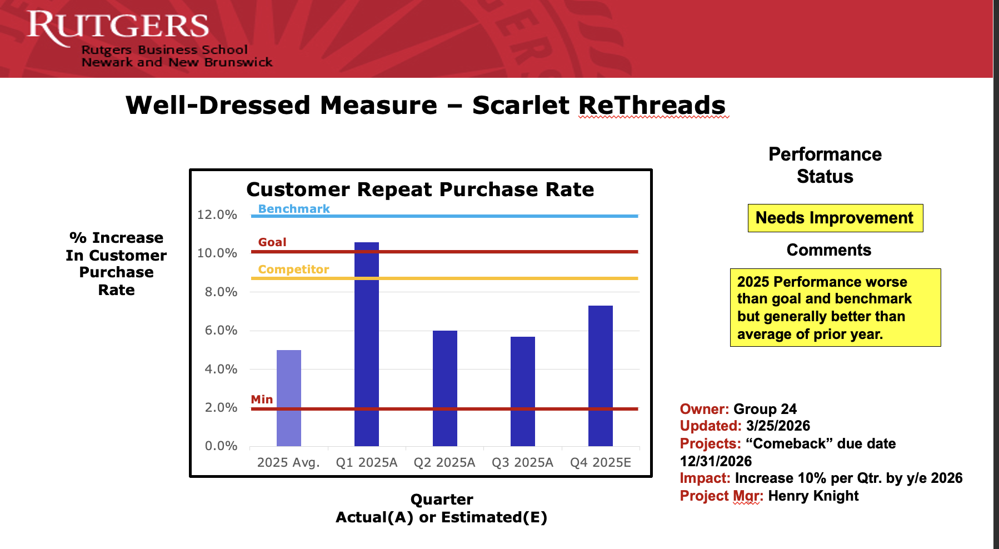 RUTGERS
Rutgers Business School
Newark and New Brunswick
Well-Dressed Measure – Scarlet ReThreads
% Increase
In Customer
Purchase
Rate
Customer Repeat Purchase Rate
Benchmark
Goal
Competitor
Min
12.0%
10.0%
8.0%
6.0%
4.0%
2.0%
0.0%
2025 Avg.
Q1 2025A
Q2 2025A
Q3 2025A
Q4 2025E
Quarter
Actual(A) or Estimated(E)
Performance
Status
Needs Improvement
Comments
2025 Performance worse
than goal and benchmark
but generally better than
average of prior year.
Owner: Group 24
Updated: 3/25/2026
Projects: “Comeback” due date
12/31/2026
Impact: Increase 10% per Qtr. by y/e 2026
Project Mgr: Henry Knight